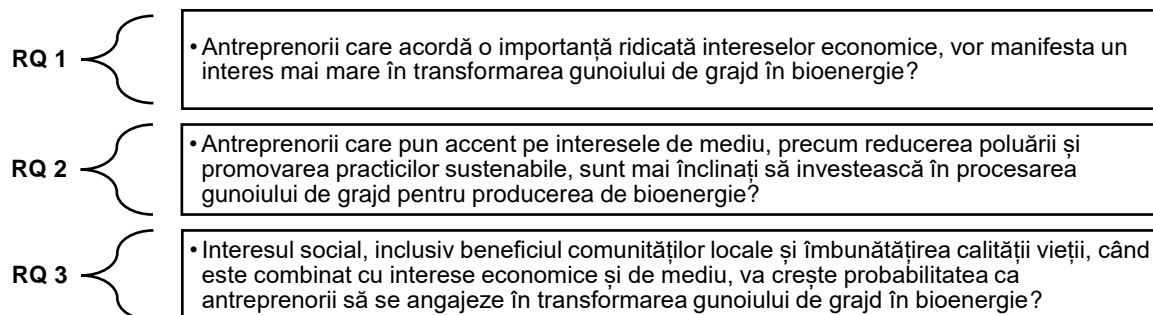 RQ 1
• Antreprenorii care acordă o importanță ridicată intereselor economice, vor manifesta un
interes mai mare în transformarea gunoiului de grajd în bioenergie?
RQ 2
• Antreprenorii care pun accent pe interesele de mediu, precum reducerea poluării și
promovarea practicilor sustenabile, sunt mai înclinați să investească în procesarea
gunoiului de grajd pentru producerea de bioenergie?
RQ 3
• Interesul social, inclusiv beneficiul comunităților locale și îmbunătățirea calității vieții, când
este combinat cu interese economice și de mediu, va crește probabilitatea ca
antreprenorii să se angajeze în transformarea gunoiului de grajd în bioenergie?